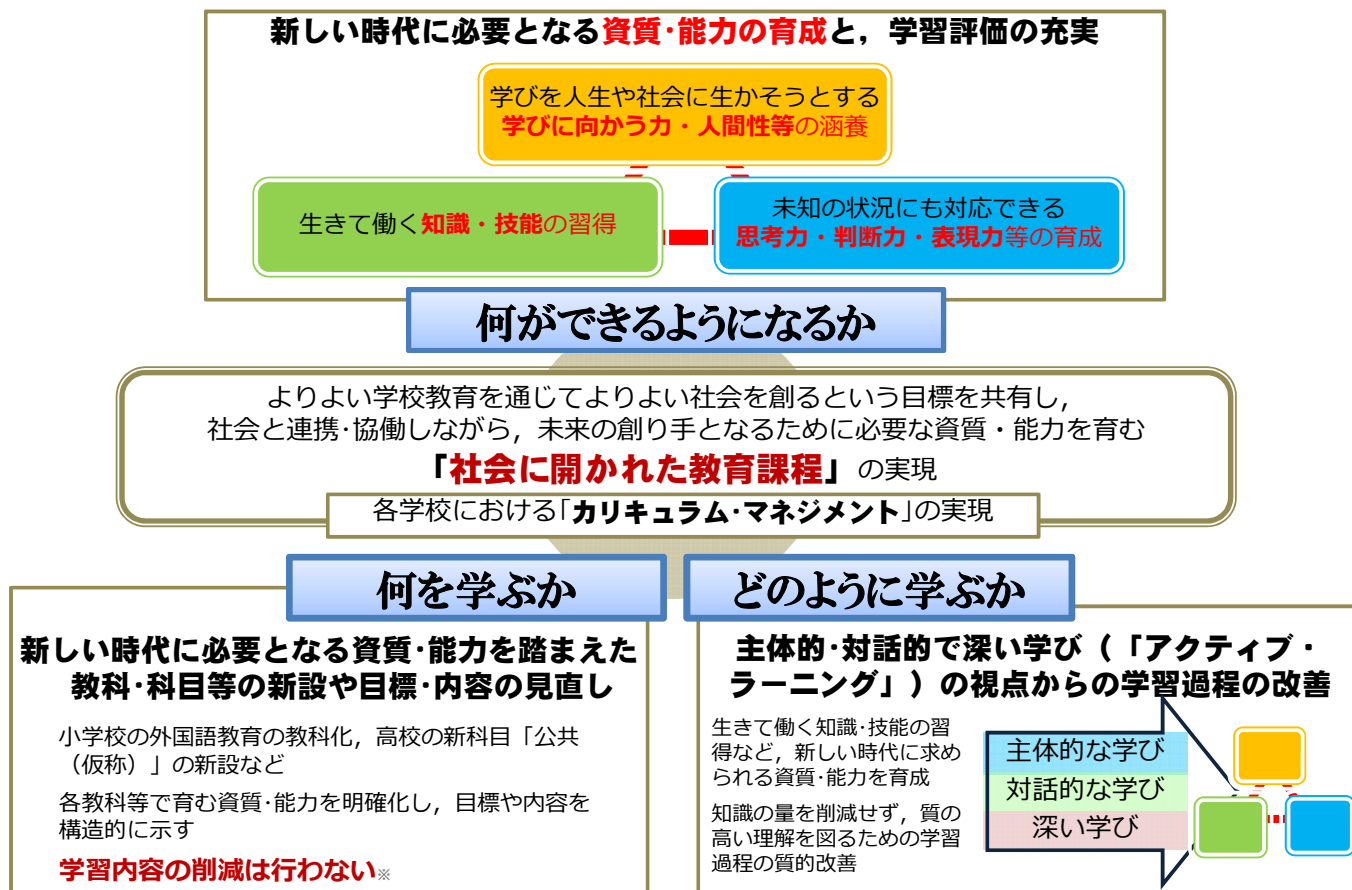 新しい時代に必要となる資質･能力の育成と，学習評価の充実
学びを人生や社会に生かそうとする
学びに向かう力・人間性等の涵養
生きて働く知識・技能の習得
未知の状況にも対応できる
思考力・判断力・表現力等の育成
何ができるようになるか
よりよい学校教育を通じてよりよい社会を創るという目標を共有し，
社会と連携･協働しながら，未来の創り手となるために必要な資質・能力を育む
「社会に開かれた教育課程」の実現
各学校における「カリキュラム･マネジメント」の実現
何を学ぶか
新しい時代に必要となる資質･能力を踏まえた
教科･科目等の新設や目標･内容の見直し
小学校の外国語教育の教科化，高校の新科目「公共
（仮称）」の新設など
各教科等で育む資質･能力を明確化し，目標や内容を
構造的に示す
学習内容の削減は行わない※
どのように学ぶか
主体的･対話的で深い学び（「アクティブ・
ラーニング」）の視点からの学習過程の改善
生きて働く知識･技能の習
得など，新しい時代に求め
られる資質･能力を育成
知識の量を削減せず，質の
高い理解を図るための学習
過程の質的改善
主体的な学び
対話的な学び
深い学び